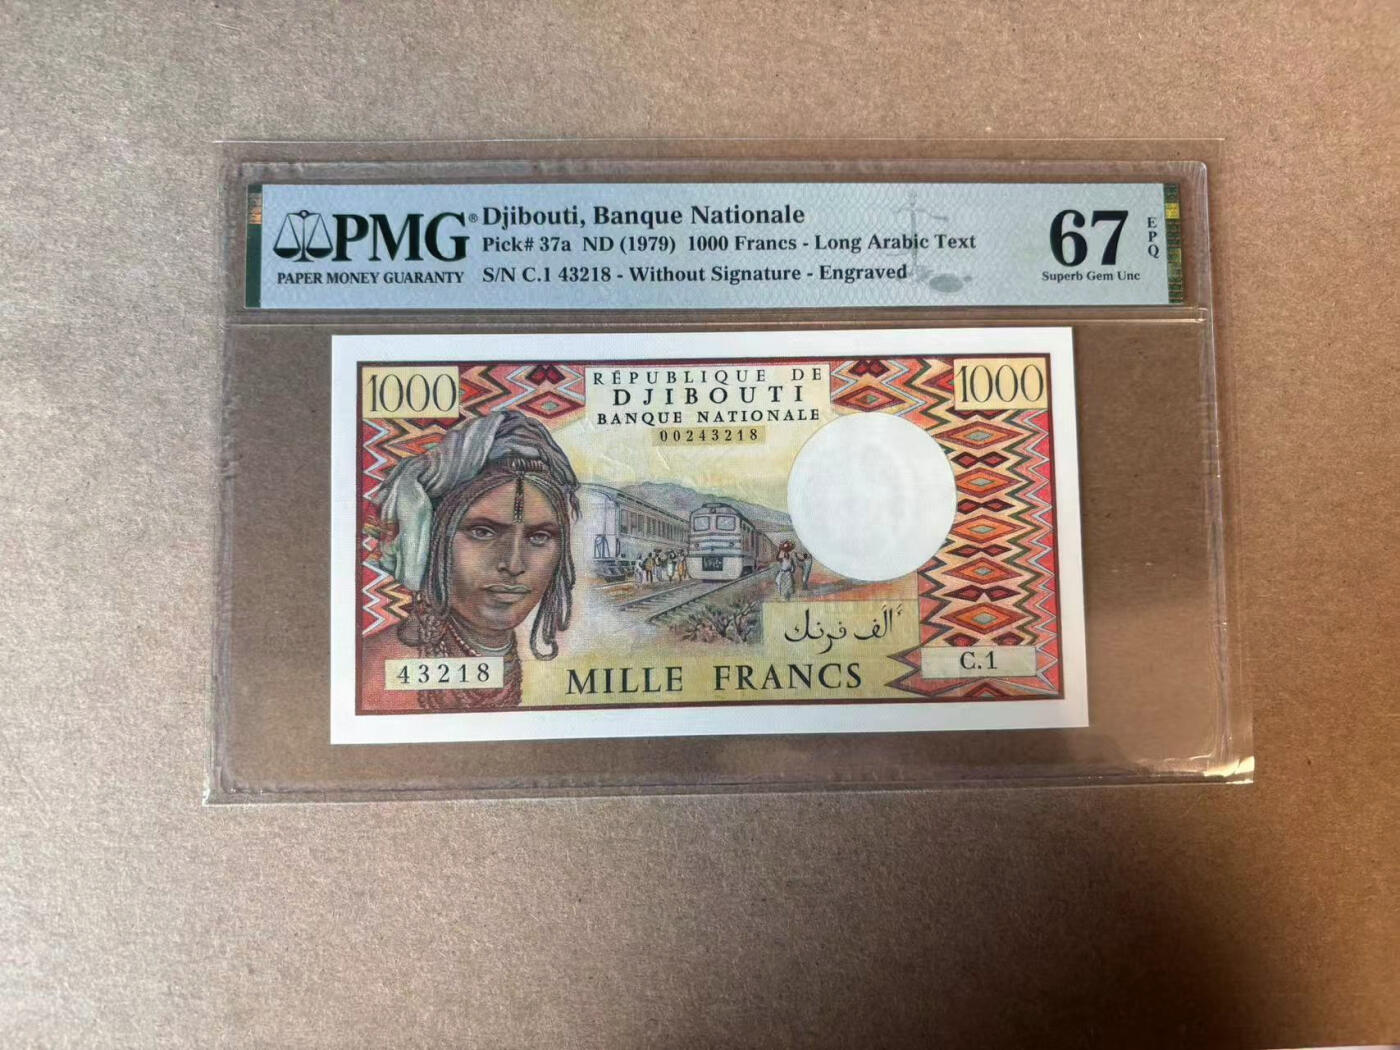 PMG®
PAPER MONEY GUARANTY
Djibouti, Banque Nationale
Pick# 37a ND (1979) 1000 Francs - Long Arabic Text
S/N C.1 43218 - Without Signature - Engraved
67
EPQ
Superb Gem Unc
1000
RÉPUBLIQUE DE
DJIBOUTI
BANQUE NATIONALE
00243218
1000
ألف فرنك
43218
MILLE FRANCS
C.1